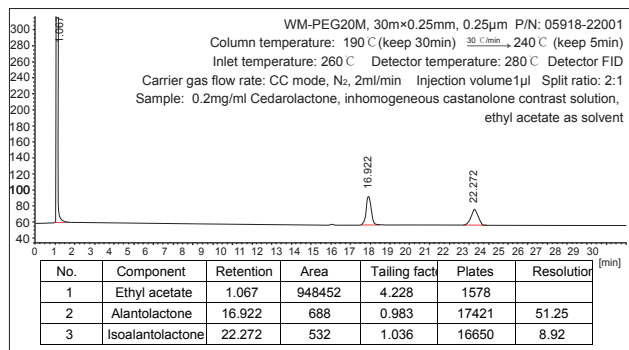 WM-PEG20M, 30m×0.25mm, 0.25µm P/N: 05918-22001
Column temperature: 190℃(keep 30min) 30℃/min 240℃ (keep 5min)
Inlet temperature: 260℃ Detector temperature: 280℃ Detector FID
Carrier gas flow rate: CC mode, N₂, 2ml/min Injection volume1µl Split ratio: 2:1
Sample: 0.2mg/ml Cedarolactone, inhomogeneous castanolone contrast solution,
ethyl acetate as solvent
300
280
260
240
220
200
180
160
140
120
100
80
60
40
1.067
16.922
22.272
0 1 2 3 4 5 6 7 8 9 10 11 12 13 14 15 16 17 18 19 20 21 22 23 24 25 26 27 28 29 30 [min]
No. Component Retention Area Tailing facto Plates Resolution
1 Ethyl acetate 1.067 948452 4.228 1578
2 Alantolactone 16.922 688 0.983 17421 51.25
3 Isoalantolactone 22.272 532 1.036 16650 8.92